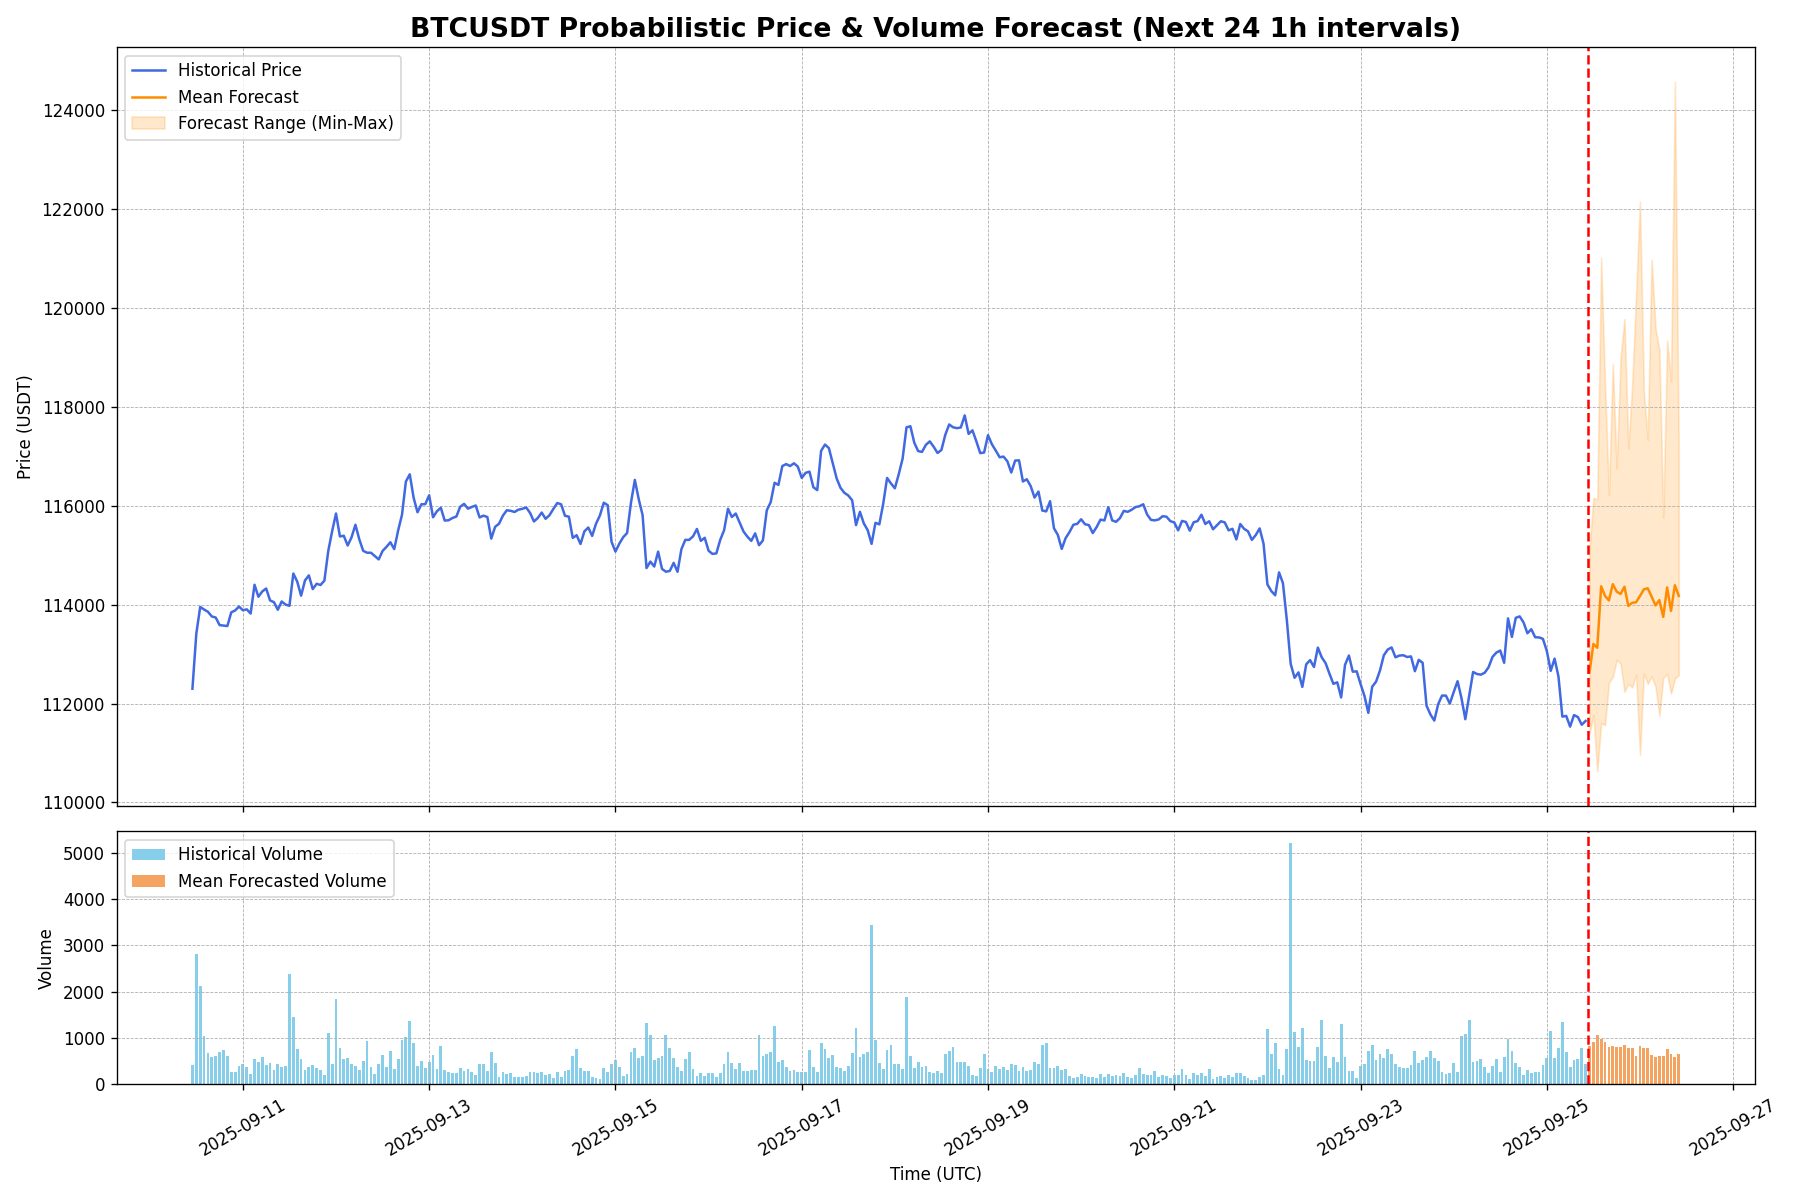 BTCUSDT Probabilistic Price & Volume Forecast (Next 24 1h intervals)
Historical Price
Mean Forecast
Forecast Range (Min-Max)
124000
122000
120000
118000
116000
114000
112000
110000
Price (USDT)
Historical Volume
Mean Forecasted Volume
5000
4000
3000
2000
1000
0
Volume
2025-09-11
2025-09-13
2025-09-15
2025-09-17
2025-09-19
2025-09-21
2025-09-23
2025-09-25
2025-09-27
Time (UTC)